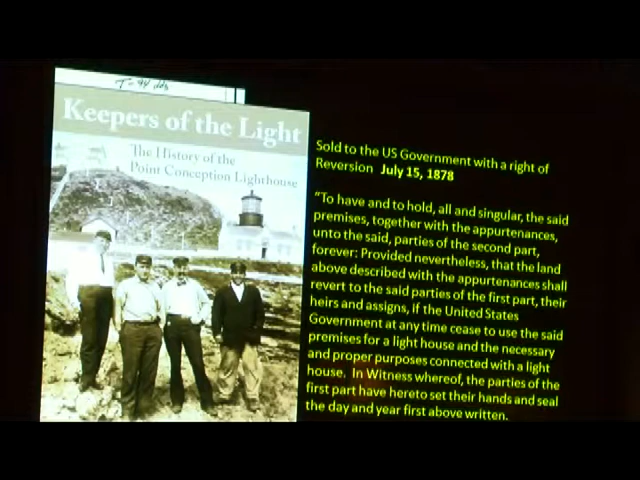 Keepers of the Light
The History of the
Point Conception Lighthouse
Sold to the US Government with a right of
Reversion July 15, 1878
"To have and to hold, all and singular, the said
premises, together with the appurtenances,
unto the said, parties of the second part,
forever: Provided nevertheless, that the land
above described with the appurtenances shall
revert to the said parties of the first part, their
heirs and assigns, if the United States
Government at any time cease to use the said
premises for a light house and the necessary
and proper purposes connected with a light
house. In Witness whereof, the parties of the
first part have hereto set their hands and seal
the day and year first above written.